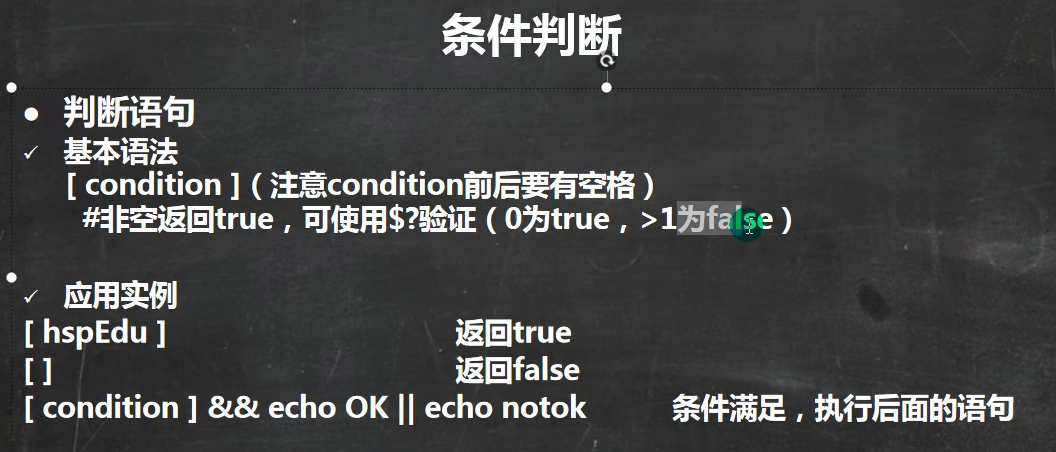 条件判断
● 判断语句
✓ 基本语法
[ condition ]（注意condition前后要有空格）
#非空返回true，可使用$?验证（0为true，>1为false）
✓ 应用实例
[ hspEdu ] 返回true
[ ] 返回false
[ condition ] && echo OK || echo notok 条件满足，执行后面的语句